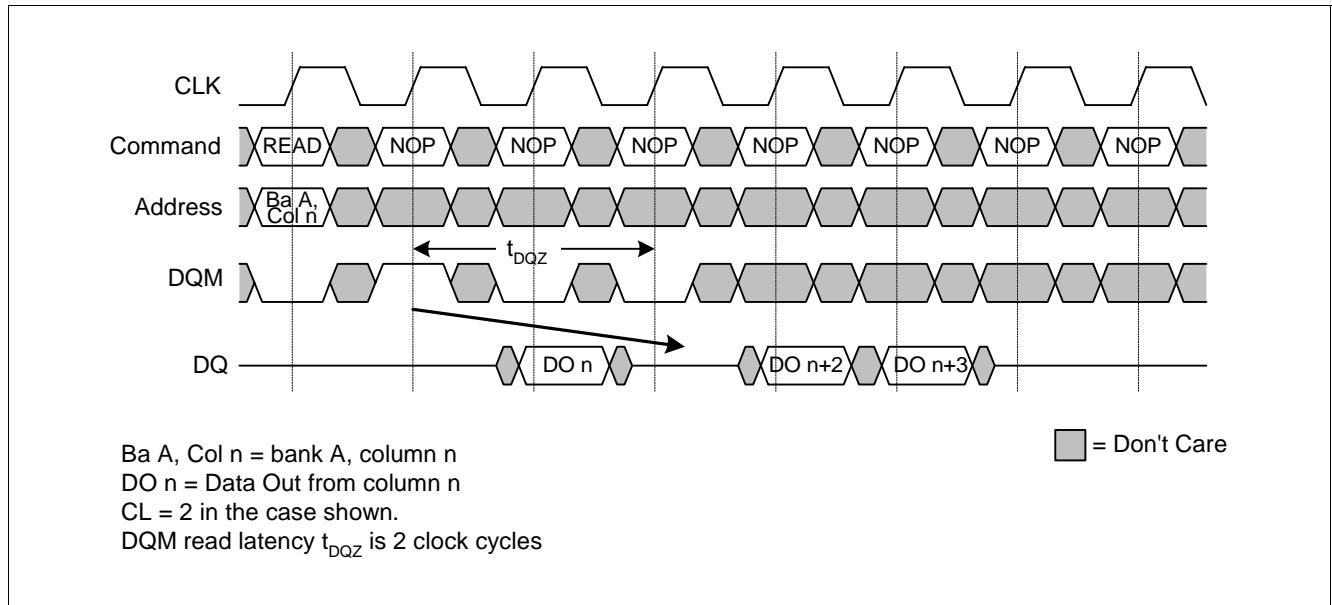 CLK
Command READ NOP NOP NOP NOP NOP NOP NOP
Address Ba A,
Col n
tDQZ
DQM
DQ DO n DO n+2 DO n+3
Ba A, Col n = bank A, column n
DO n = Data Out from column n
CL = 2 in the case shown.
DQM read latency tDQZ is 2 clock cycles
= Don't Care